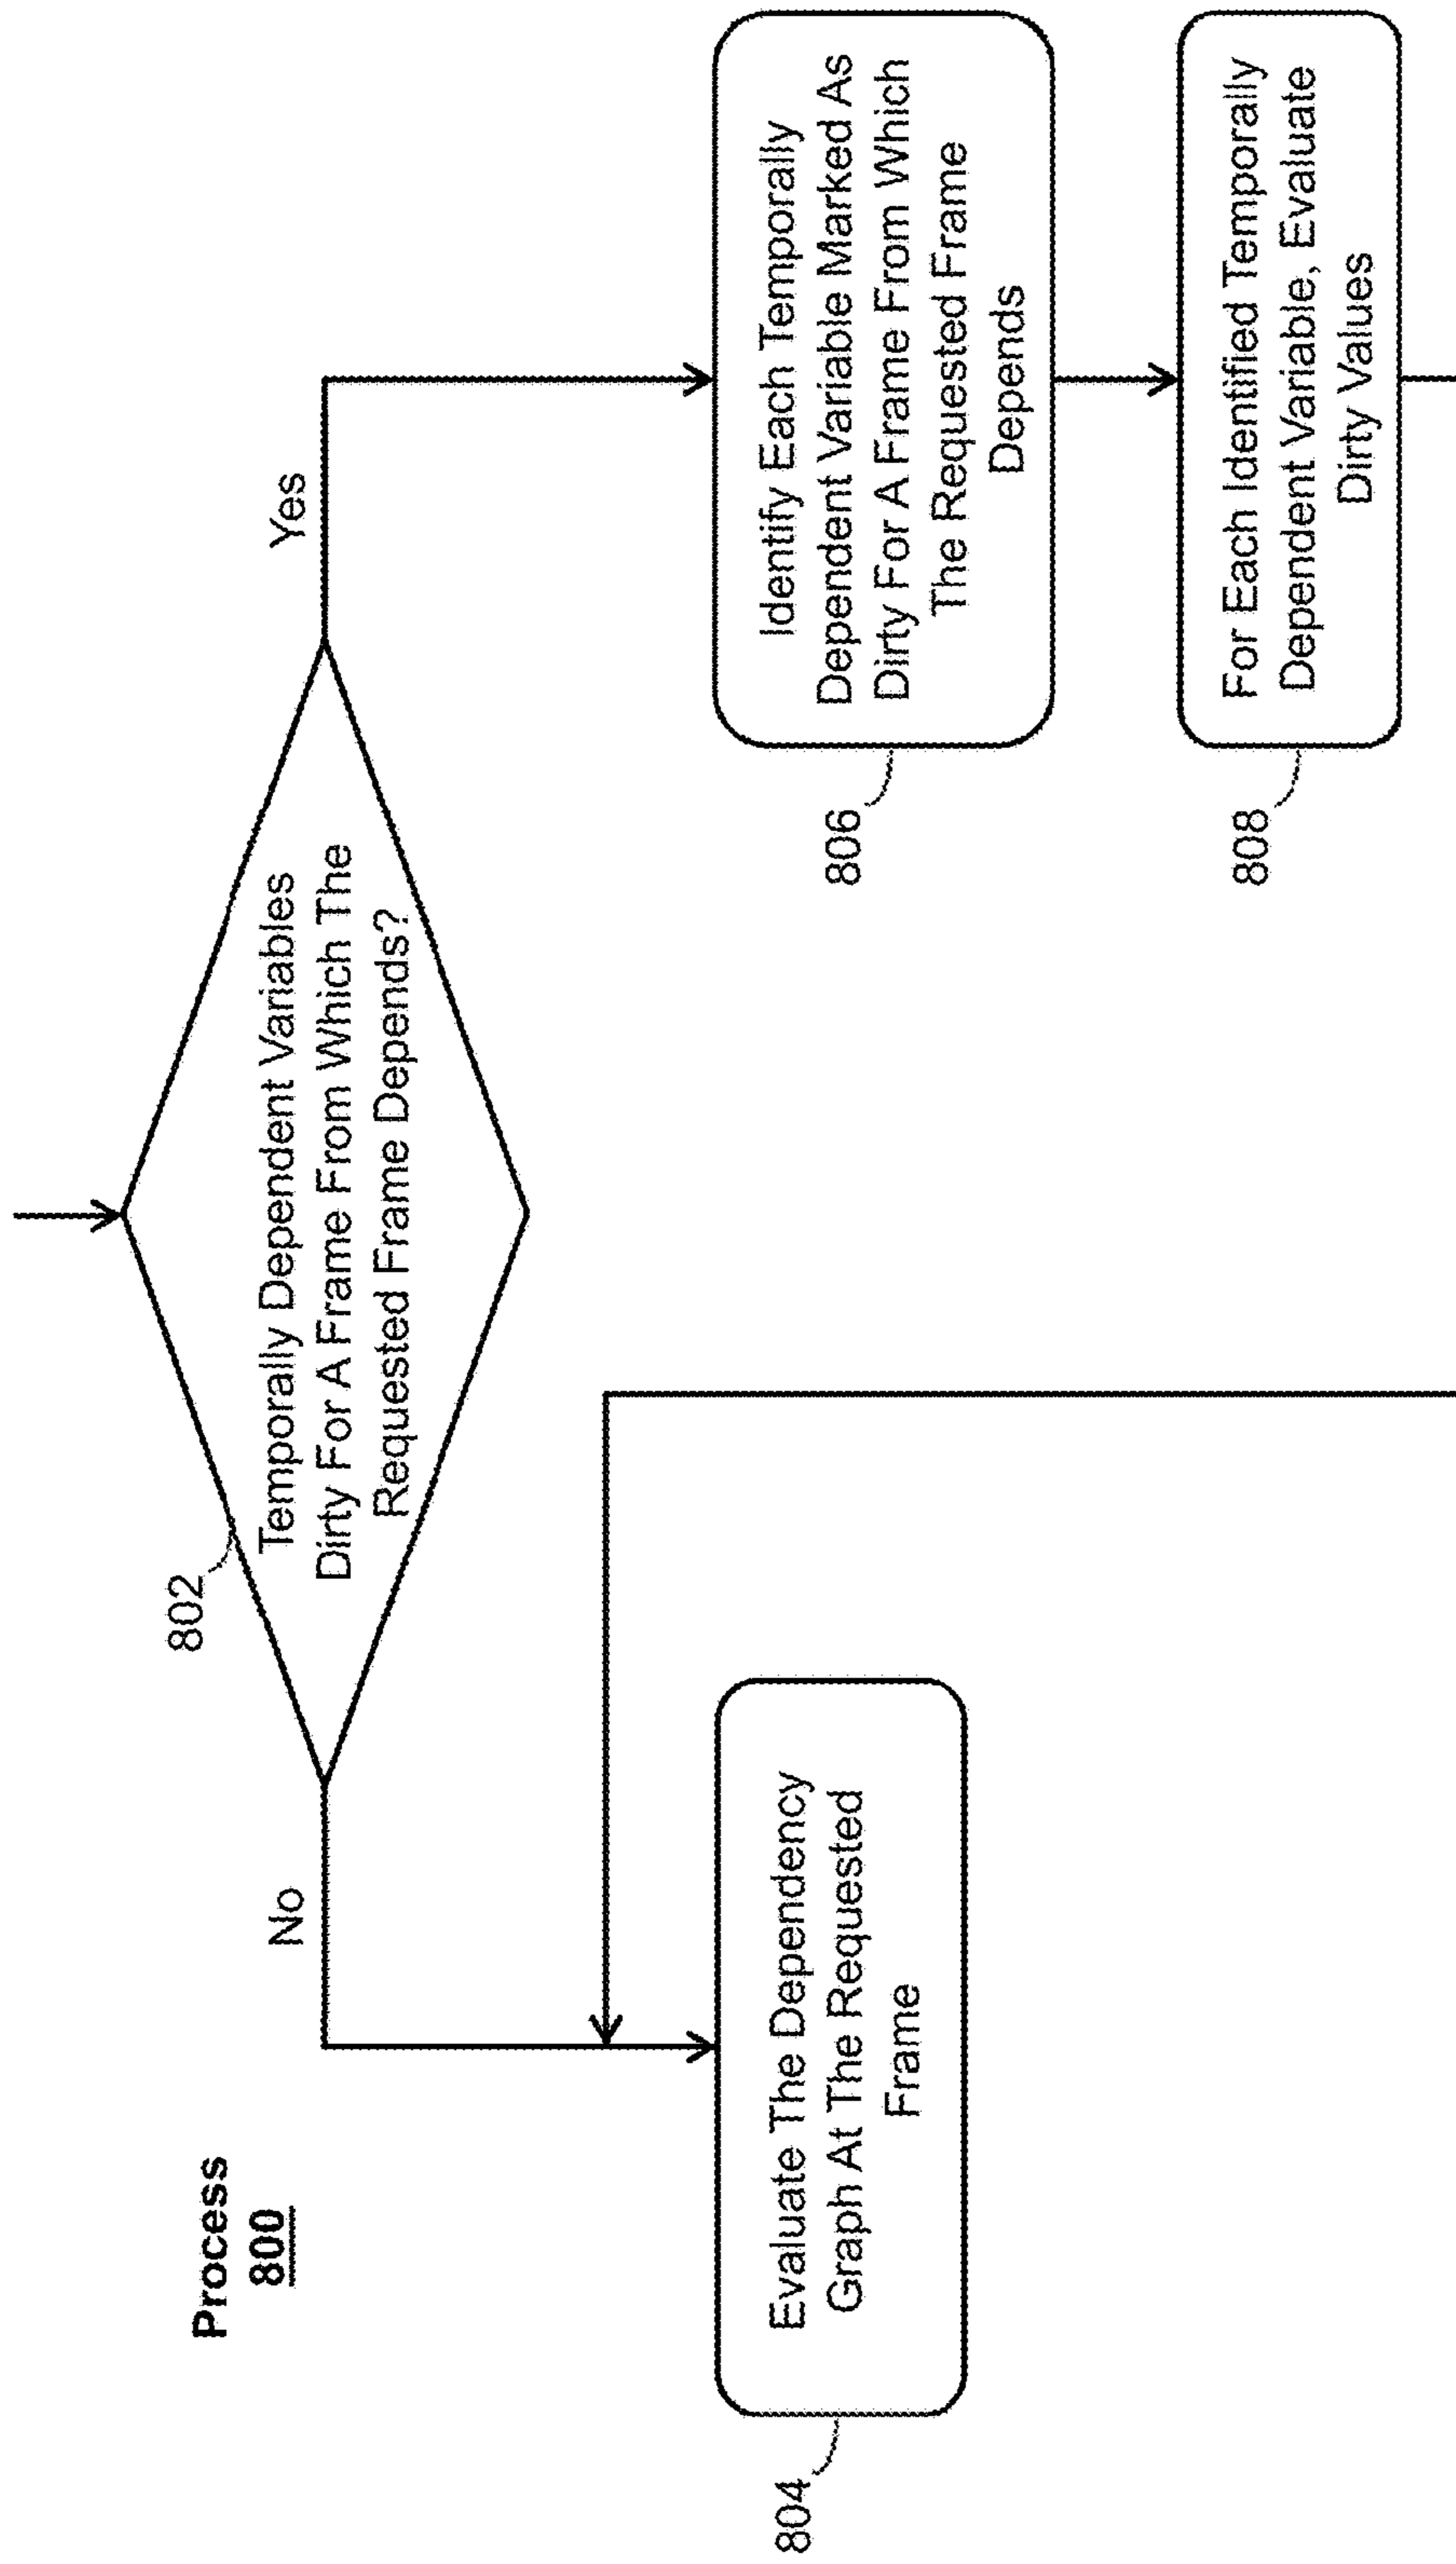 Process
800
802
Temporally Dependent Variables
Dirty For A Frame From Which The
Requested Frame Depends?
No
Yes
804
Evaluate The Dependency
Graph At The Requested
Frame
806
Identify Each Temporally
Dependent Variable Marked As
Dirty For A Frame From Which
The Requested Frame
Depends
808
For Each Identified Temporally
Dependent Variable, Evaluate
Dirty Values